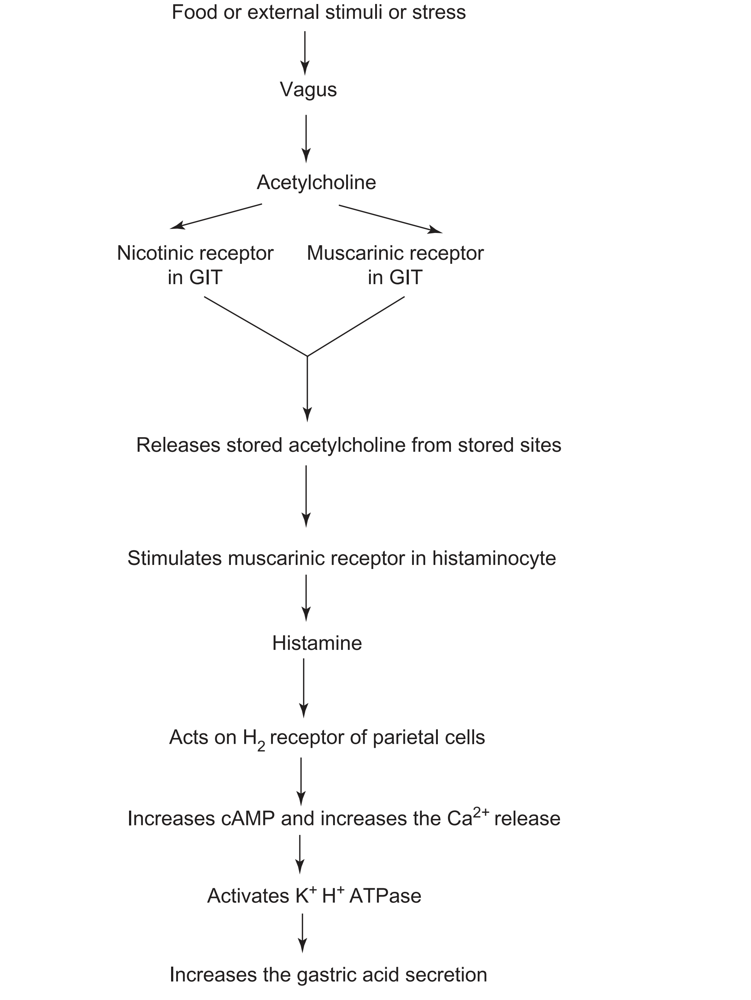 Food or external stimuli or stress
Vagus
Acetylcholine
Nicotinic receptor
in GIT
Muscarinic receptor
in GIT
Releases stored acetylcholine from stored sites
Stimulates muscarinic receptor in histaminocyte
Histamine
Acts on H₂ receptor of parietal cells
Increases cAMP and increases the Ca²⁺ release
Activates K⁺ H⁺ ATPase
Increases the gastric acid secretion